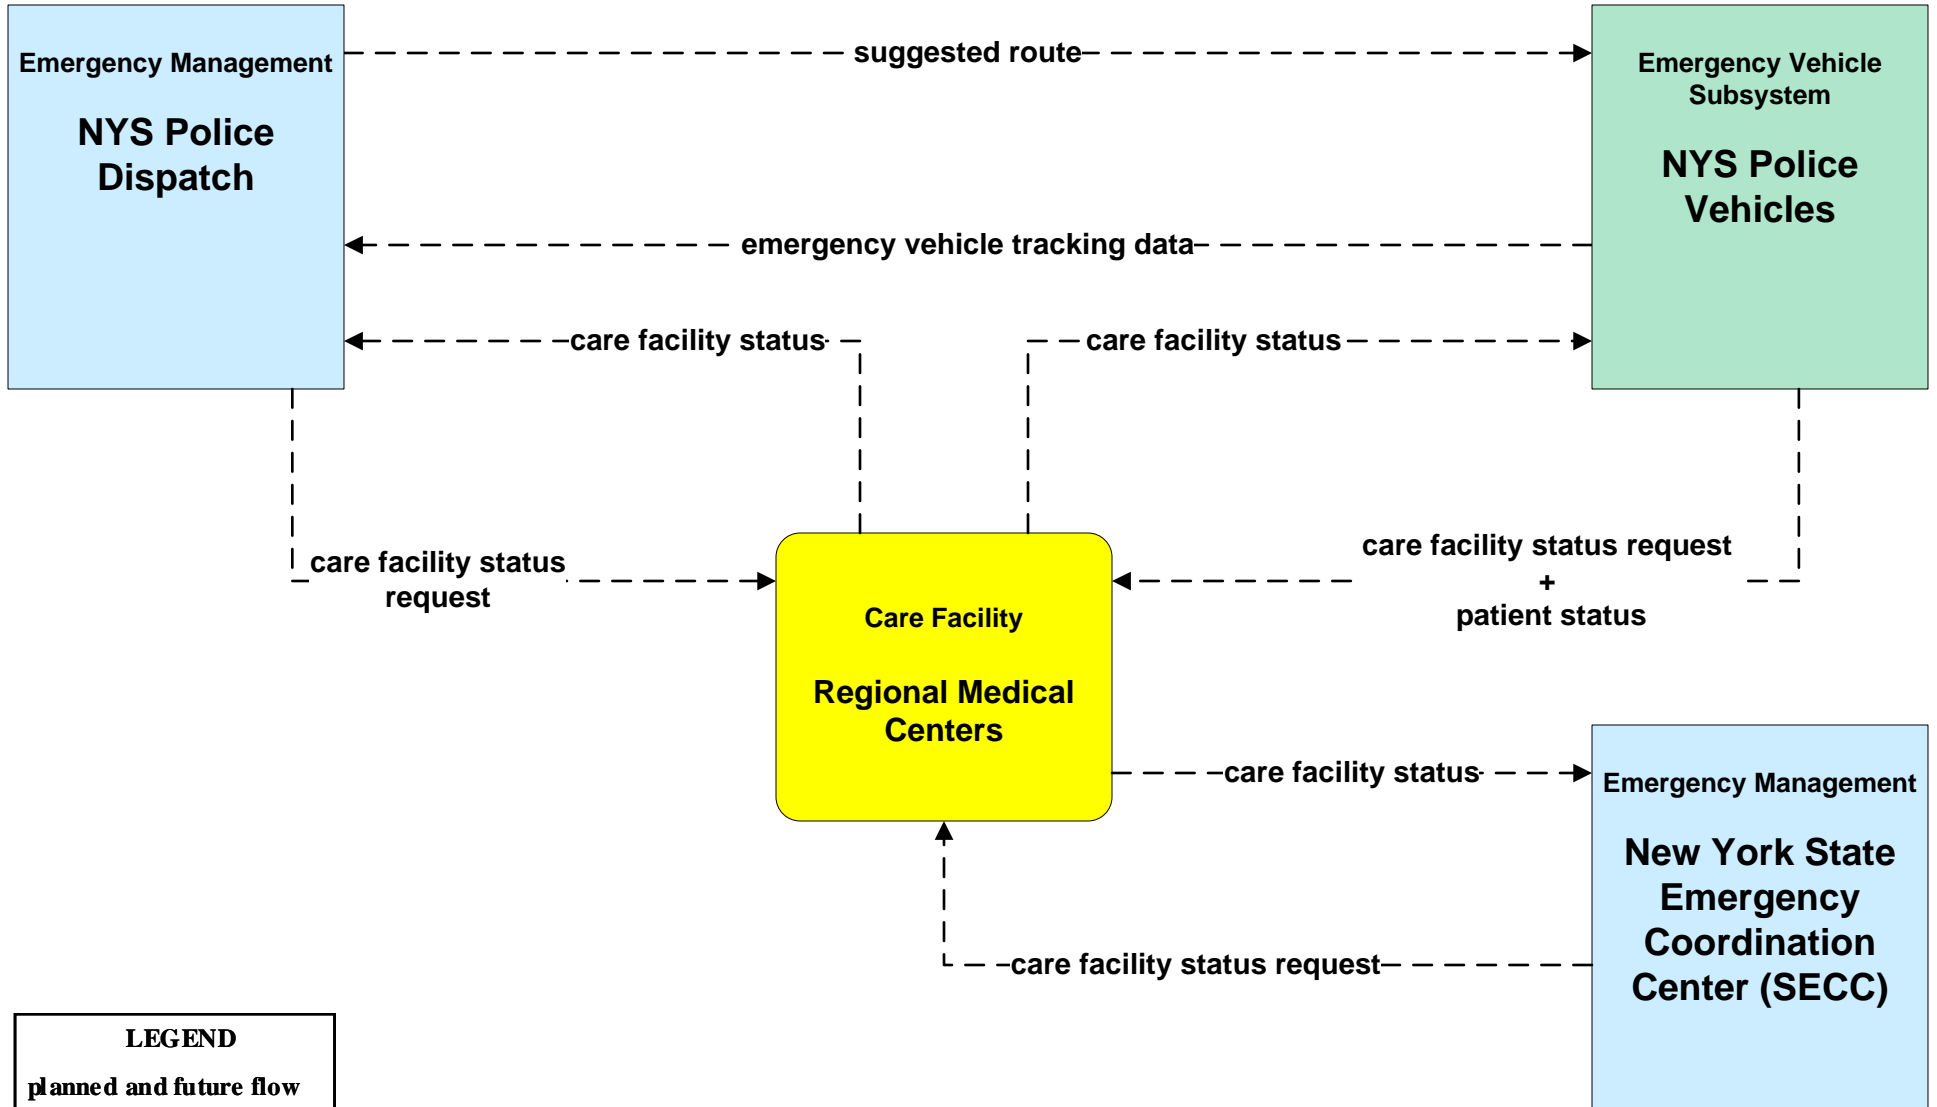 Emergency Management
NYS Police
Dispatch
suggested route
Emergency Vehicle
Subsystem
NYS Police
Vehicles
emergency vehicle tracking data
care facility status
care facility status
care facility status
request
care facility status request
+
patient status
Care Facility
Regional Medical
Centers
care facility status
Emergency Management
New York State
Emergency
Coordination
Center (SECC)
care facility status request
LEGEND
planned and future flow